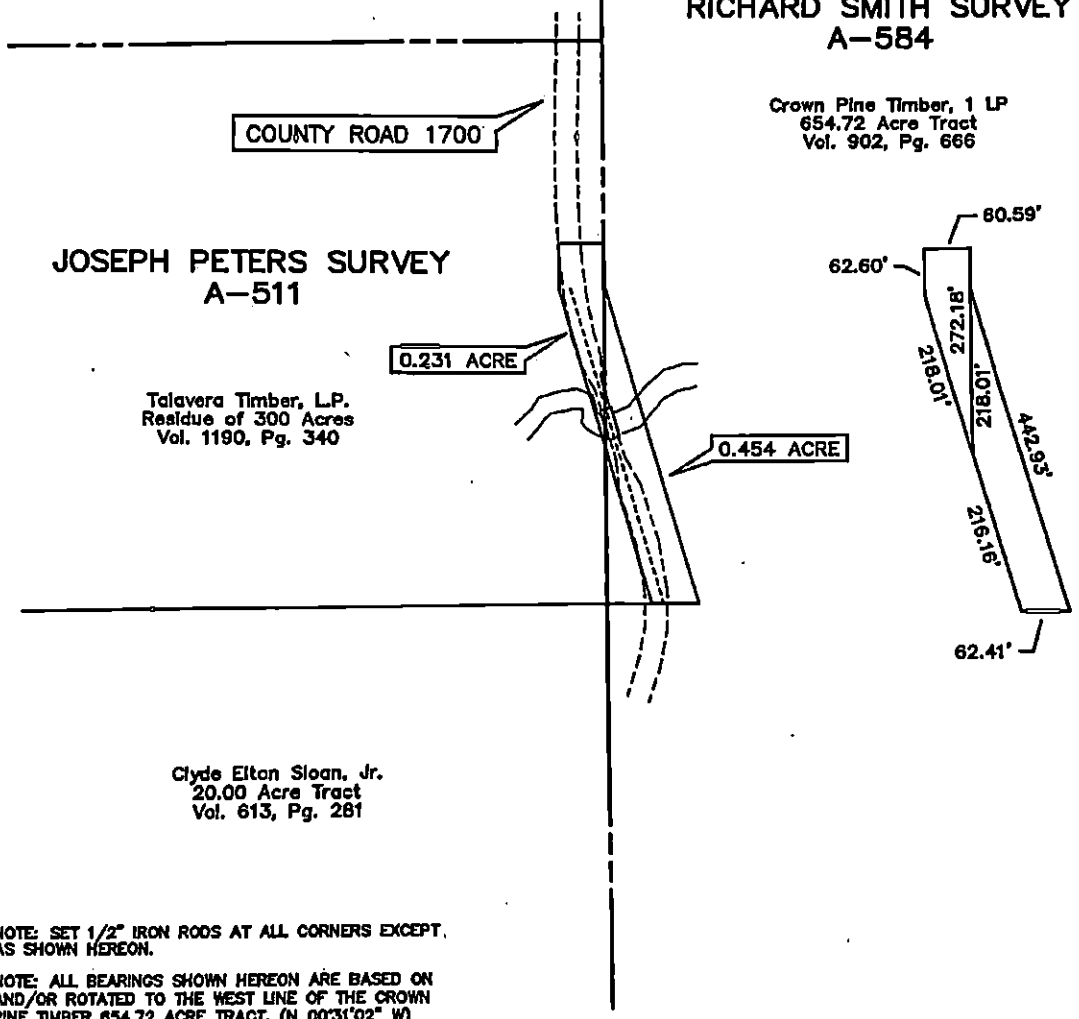 RICHARD SMITH SURVEY
A-584
Crown Pine Timber, 1 LP
654.72 Acre Tract
Vol. 902, Pg. 666
COUNTY ROAD 1700
JOSEPH PETERS SURVEY
A-511
0.231 ACRE
Talavera Timber, L.P.
Residue of 300 Acres
Vol. 1190, Pg. 340
0.454 ACRE
60.59'
62.60'
272.18'
218.01'
218.01'
442.93'
216.16'
62.41'
Clyde Elton Sloan, Jr.
20.00 Acre Tract
Vol. 613, Pg. 281
NOTE: SET 1/2" IRON RODS AT ALL CORNERS EXCEPT
AS SHOWN HEREON.
NOTE: ALL BEARINGS SHOWN HEREON ARE BASED ON
AND/OR ROTATED TO THE WEST LINE OF THE CROWN
PINE TIMBER 654.72 ACRE TRACT. (N 00°31'02" W)